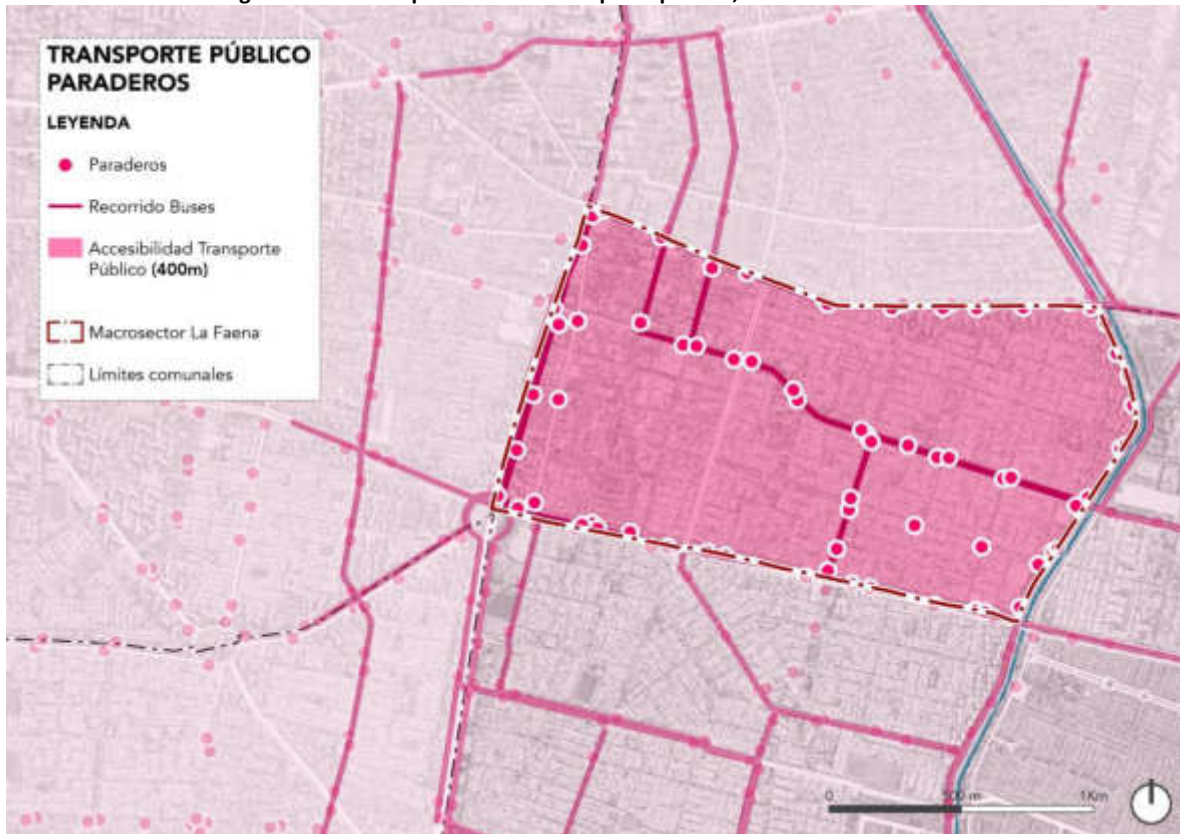 TRANSPORTE PÚBLICO
PARADEROS
LEYENDA
Paraderos
Recorrido Buses
Accesibilidad Transporte
Público (400m)
Macrosector La Faena
Límites comunales
0 500 m 1Km